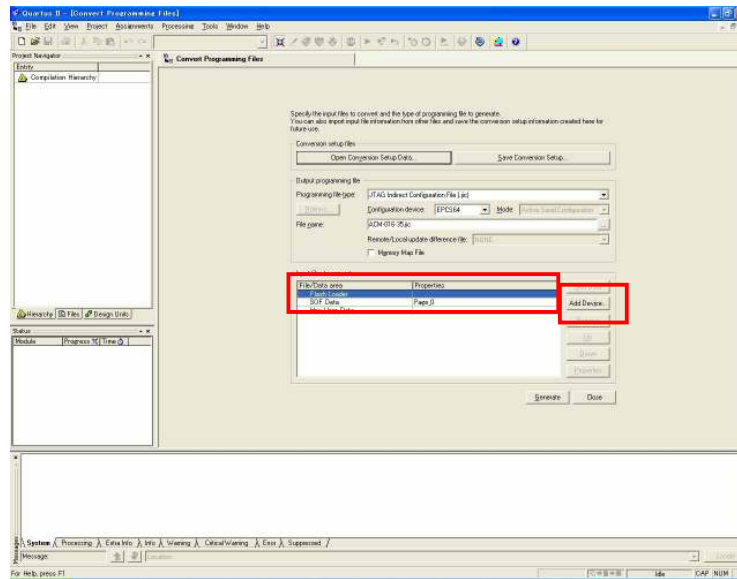 Quartus II - [Convert Programming Files]
File Edit View Project Assignments Processing Tools Window Help
Project Navigator
Convert Programming Files
Entity
Compilation Hierarchy
Specify the input files to convert and the type of programming file to generate.
You can also import input file information from other files and save the conversion setup information created here for
future use.
Conversion setup files
Open Conversion Setup Data...
Save Conversion Setup...
Output programming file
Programming file type:
JTAG Indirect Configuration File (.jic)
Options...
Configuration device:
EPCS64
Mode:
Active Serial Configuration
File name:
Remote/Local update difference file:
NONE
Memory Map File
File/Data area
Properties
Flash Loader
SOF Data
Page_0
Add Device...
Hierarchy
Files
Design Units
Up
Down
Properties
Status
Module
Progress %
Time
Generate
Close
Messages
System
Processing
Extra Info
Info
Warning
Critical Warning
Error
Suppressed
Message:
Location:
Locate
For Help, press F1
Idle
CAP
NUM